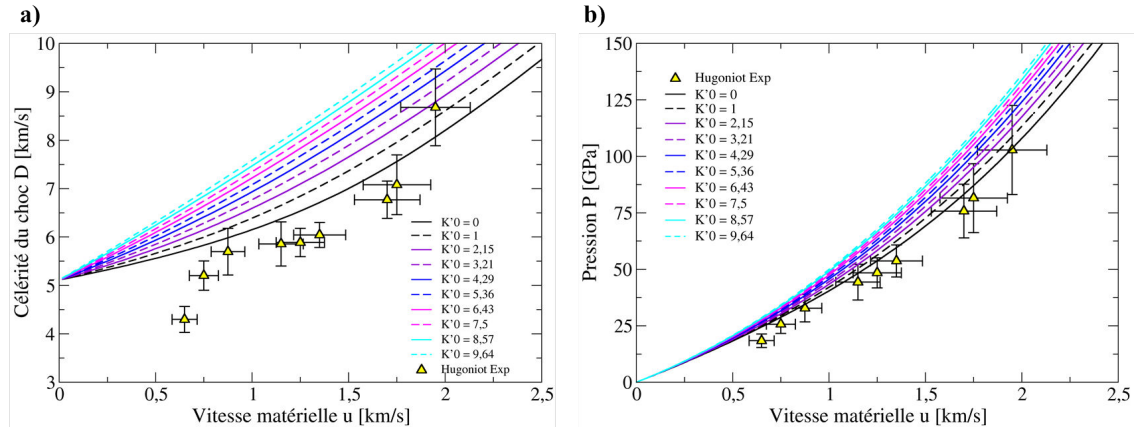 a)
10
9
8
7
6
5
4
3
Célérité du choc D [km/s]
0
0,5
1
1,5
2
2,5
Vitesse matérielle u [km/s]
K'0 = 0
K'0 = 1
K'0 = 2,15
K'0 = 3,21
K'0 = 4,29
K'0 = 5,36
K'0 = 6,43
K'0 = 7,5
K'0 = 8,57
K'0 = 9,64
Hugoniot Exp
b)
150
125
100
75
50
25
0
Pression P [GPa]
0
0,5
1
1,5
2
2,5
Vitesse matérielle u [km/s]
Hugoniot Exp
K'0 = 0
K'0 = 1
K'0 = 2,15
K'0 = 3,21
K'0 = 4,29
K'0 = 5,36
K'0 = 6,43
K'0 = 7,5
K'0 = 8,57
K'0 = 9,64